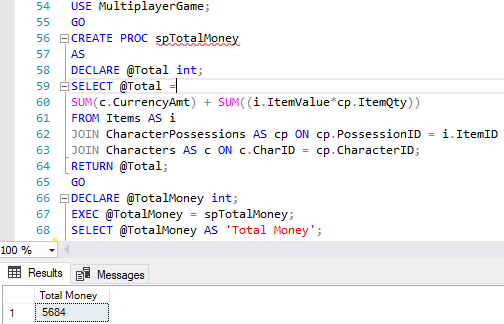 54 USE MultiplayerGame;
55 GO
56 CREATE PROC spTotalMoney
57 AS
58 DECLARE @Total int;
59 SELECT @Total =
60 SUM(c.CurrencyAmt) + SUM((i.ItemValue*cp.ItemQty))
61 FROM Items AS i
62 JOIN CharacterPossessions AS cp ON cp.PossessionID = i.ItemID
63 JOIN Characters AS c ON c.CharID = cp.CharacterID;
64 RETURN @Total;
65 GO
66 DECLARE @TotalMoney int;
67 EXEC @TotalMoney = spTotalMoney;
68 SELECT @TotalMoney AS 'Total Money';
100 %
Results Messages
Total Money
1 5684